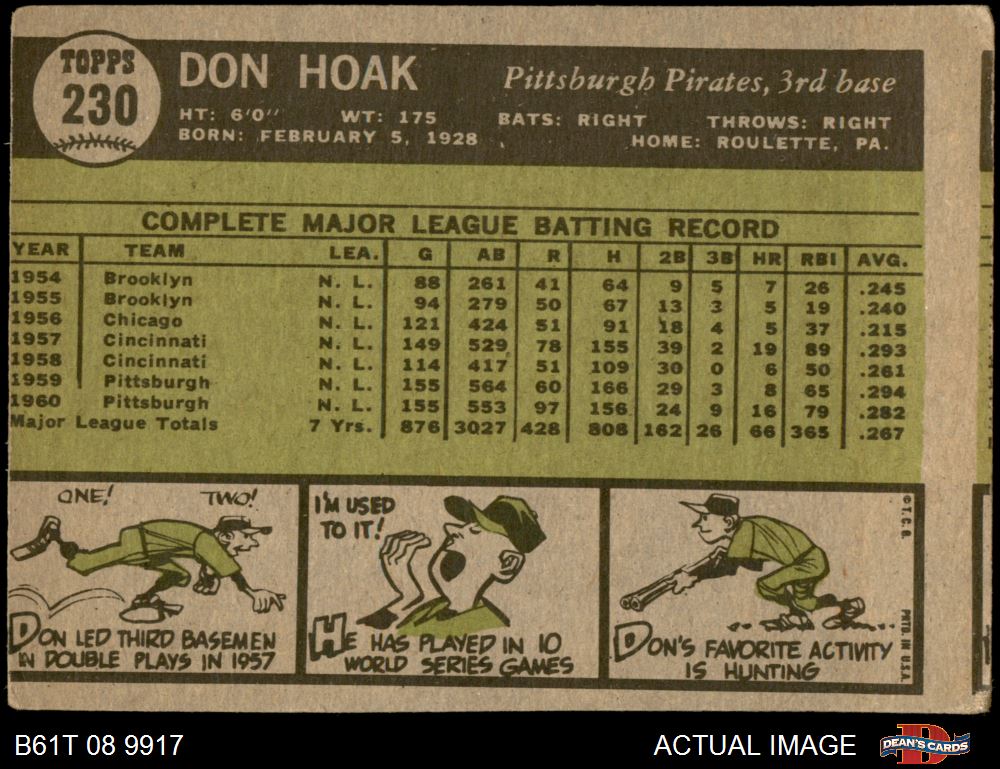 TOPPS
230
DON HOAK
Pittsburgh Pirates, 3rd base
HT: 6'0" WT: 175 BATS: RIGHT THROWS: RIGHT
BORN: FEBRUARY 5, 1928 HOME: ROULETTE, PA.
COMPLETE MAJOR LEAGUE BATTING RECORD
YEAR TEAM LEA. G AB R H 2B 3B HR RBI AVG.
1954 Brooklyn N. L. 88 261 41 64 9 5 7 26 .245
1955 Brooklyn N. L. 94 279 50 67 13 3 5 19 .240
1956 Chicago N. L. 121 424 51 91 18 4 5 37 .215
1957 Cincinnati N. L. 149 529 78 155 39 2 19 89 .293
1958 Cincinnati N. L. 114 417 51 109 30 0 6 50 .261
1959 Pittsburgh N. L. 155 564 60 166 29 3 8 65 .294
1960 Pittsburgh N. L. 155 553 97 156 24 9 16 79 .282
Major League Totals 7 Yrs. 876 3027 428 808 162 26 66 365 .267
ONE! TWO!
DON LED THIRD BASEMEN
IN DOUBLE PLAYS IN 1957
I'M USED
TO IT!
HE HAS PLAYED IN 10
WORLD SERIES GAMES
DON'S FAVORITE ACTIVITY
IS HUNTING
© T. C. G.
PRTD. IN U.S.A.
B61T 08 9917
ACTUAL IMAGE
D
DEAN'S CARDS